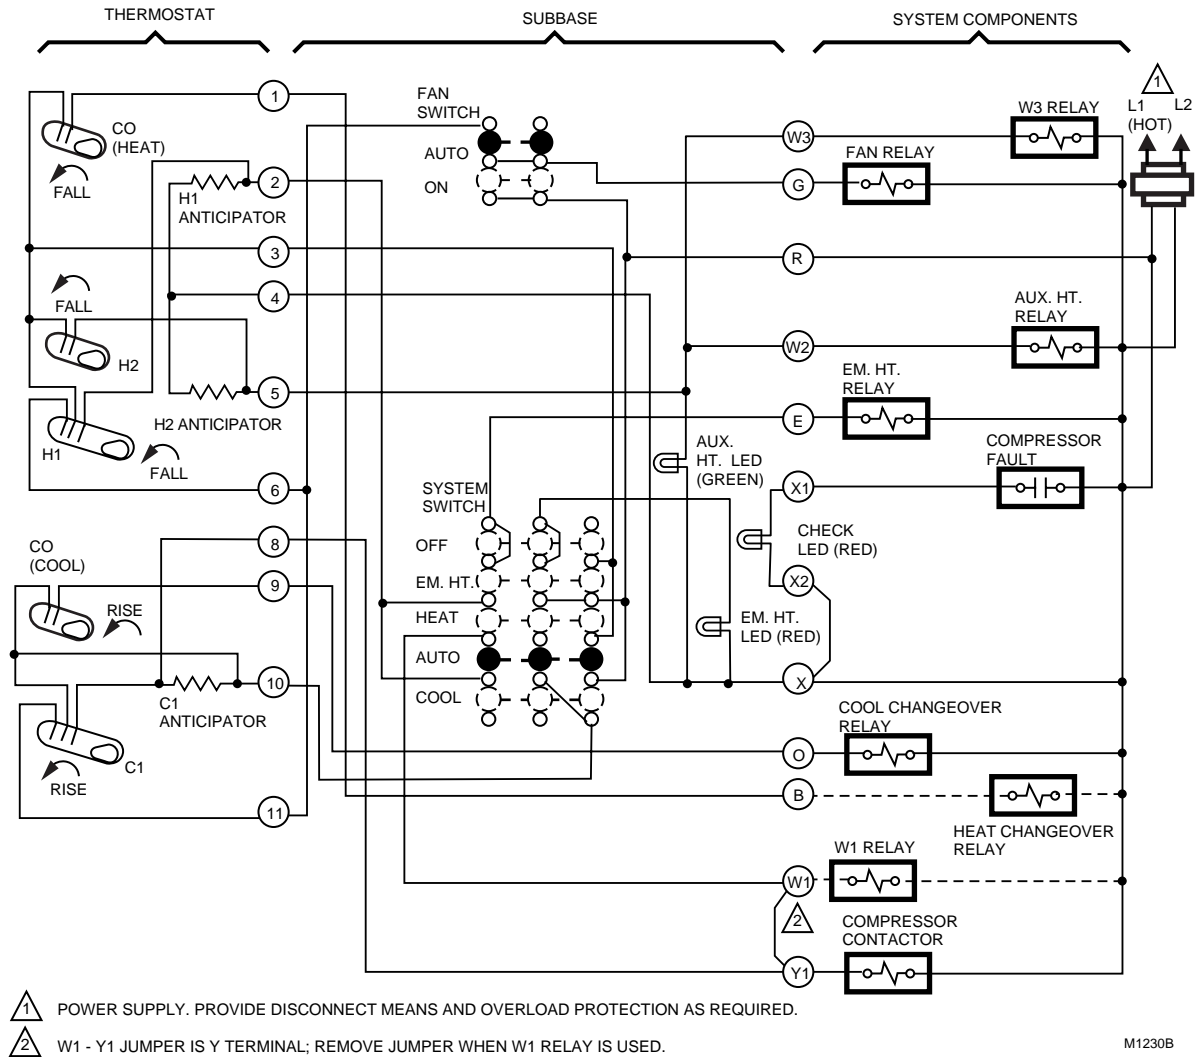 THERMOSTAT
SUBBASE
SYSTEM COMPONENTS
1
CO
(HEAT)
FALL
H1
ANTICIPATOR
2
3
4
FALL
H2
5
H2 ANTICIPATOR
H1
FALL
6
8
CO
(COOL)
9
RISE
10
C1
ANTICIPATOR
C1
RISE
11
FAN
SWITCH
AUTO
ON
SYSTEM
SWITCH
OFF
EM. HT.
HEAT
AUTO
COOL
AUX.
HT. LED
(GREEN)
CHECK
LED (RED)
EM. HT.
LED (RED)
W3
G
R
W2
E
X1
X2
X
O
B
W1
2
Y1
1
L1
(HOT)
L2
W3 RELAY
FAN RELAY
AUX. HT.
RELAY
EM. HT.
RELAY
COMPRESSOR
FAULT
COOL CHANGEOVER
RELAY
HEAT CHANGEOVER
RELAY
W1 RELAY
COMPRESSOR
CONTACTOR
1 POWER SUPPLY. PROVIDE DISCONNECT MEANS AND OVERLOAD PROTECTION AS REQUIRED.
2 W1 - Y1 JUMPER IS Y TERMINAL; REMOVE JUMPER WHEN W1 RELAY IS USED.
M1230B